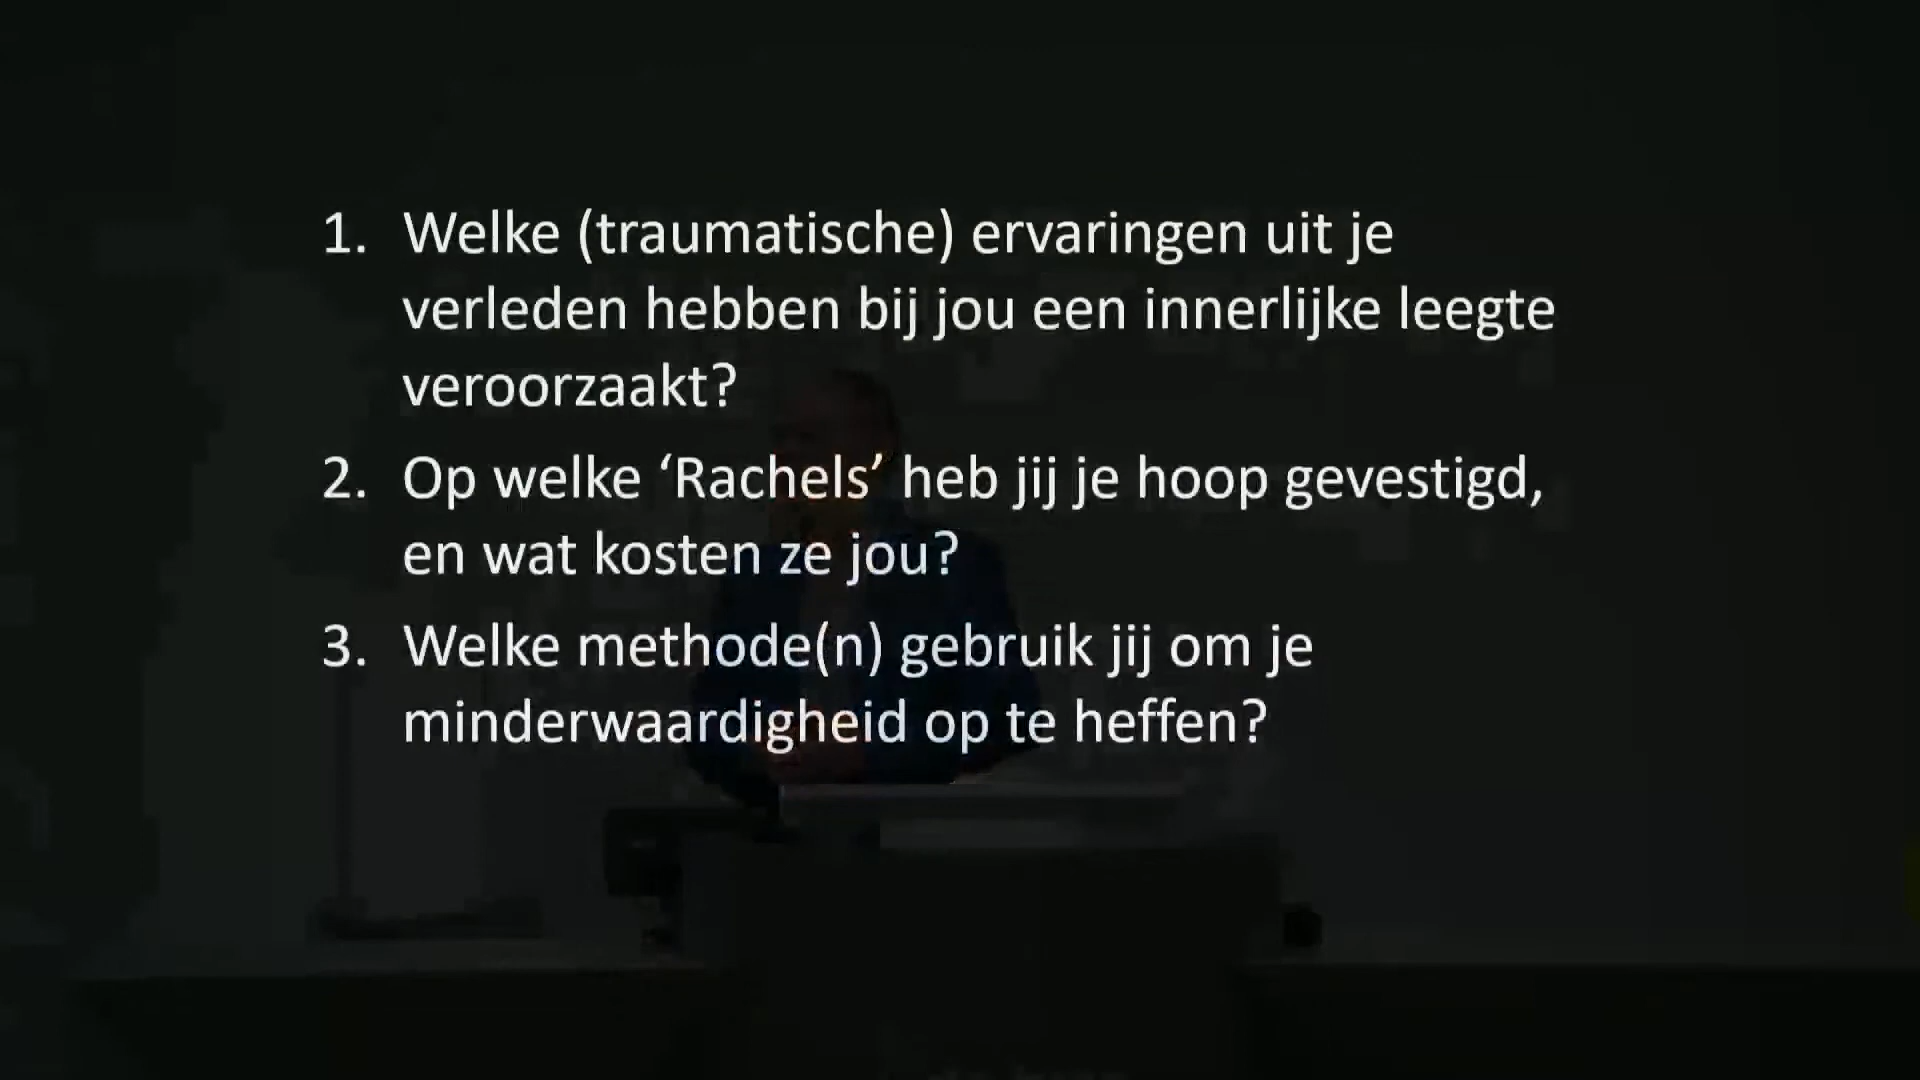 1. Welke (traumatische) ervaringen uit je
verleden hebben bij jou een innerlijke leegte
veroorzaakt?
2. Op welke ‘Rachels’ heb jij je hoop gevestigd,
en wat kosten ze jou?
3. Welke methode(n) gebruik jij om je
minderwaardigheid op te heffen?